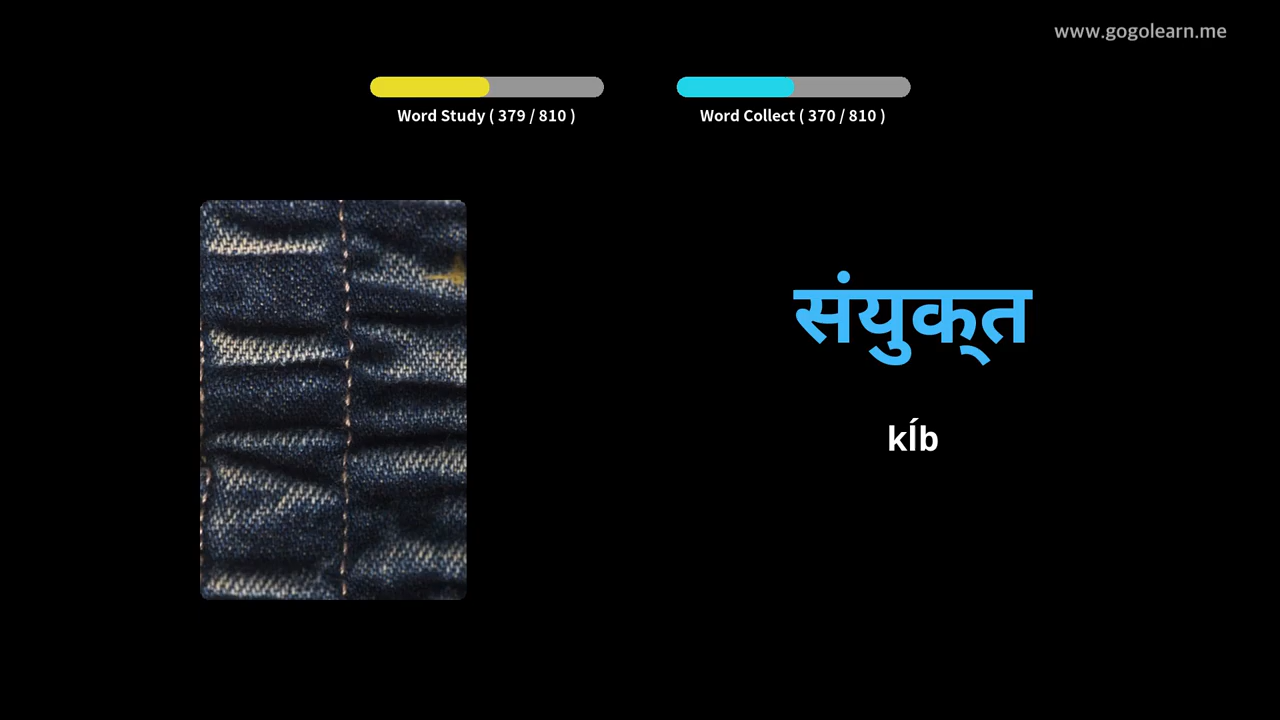 www.gogolearn.me
Word Study ( 379 / 810 )
Word Collect ( 370 / 810 )
संयुक्‌त
kĺb